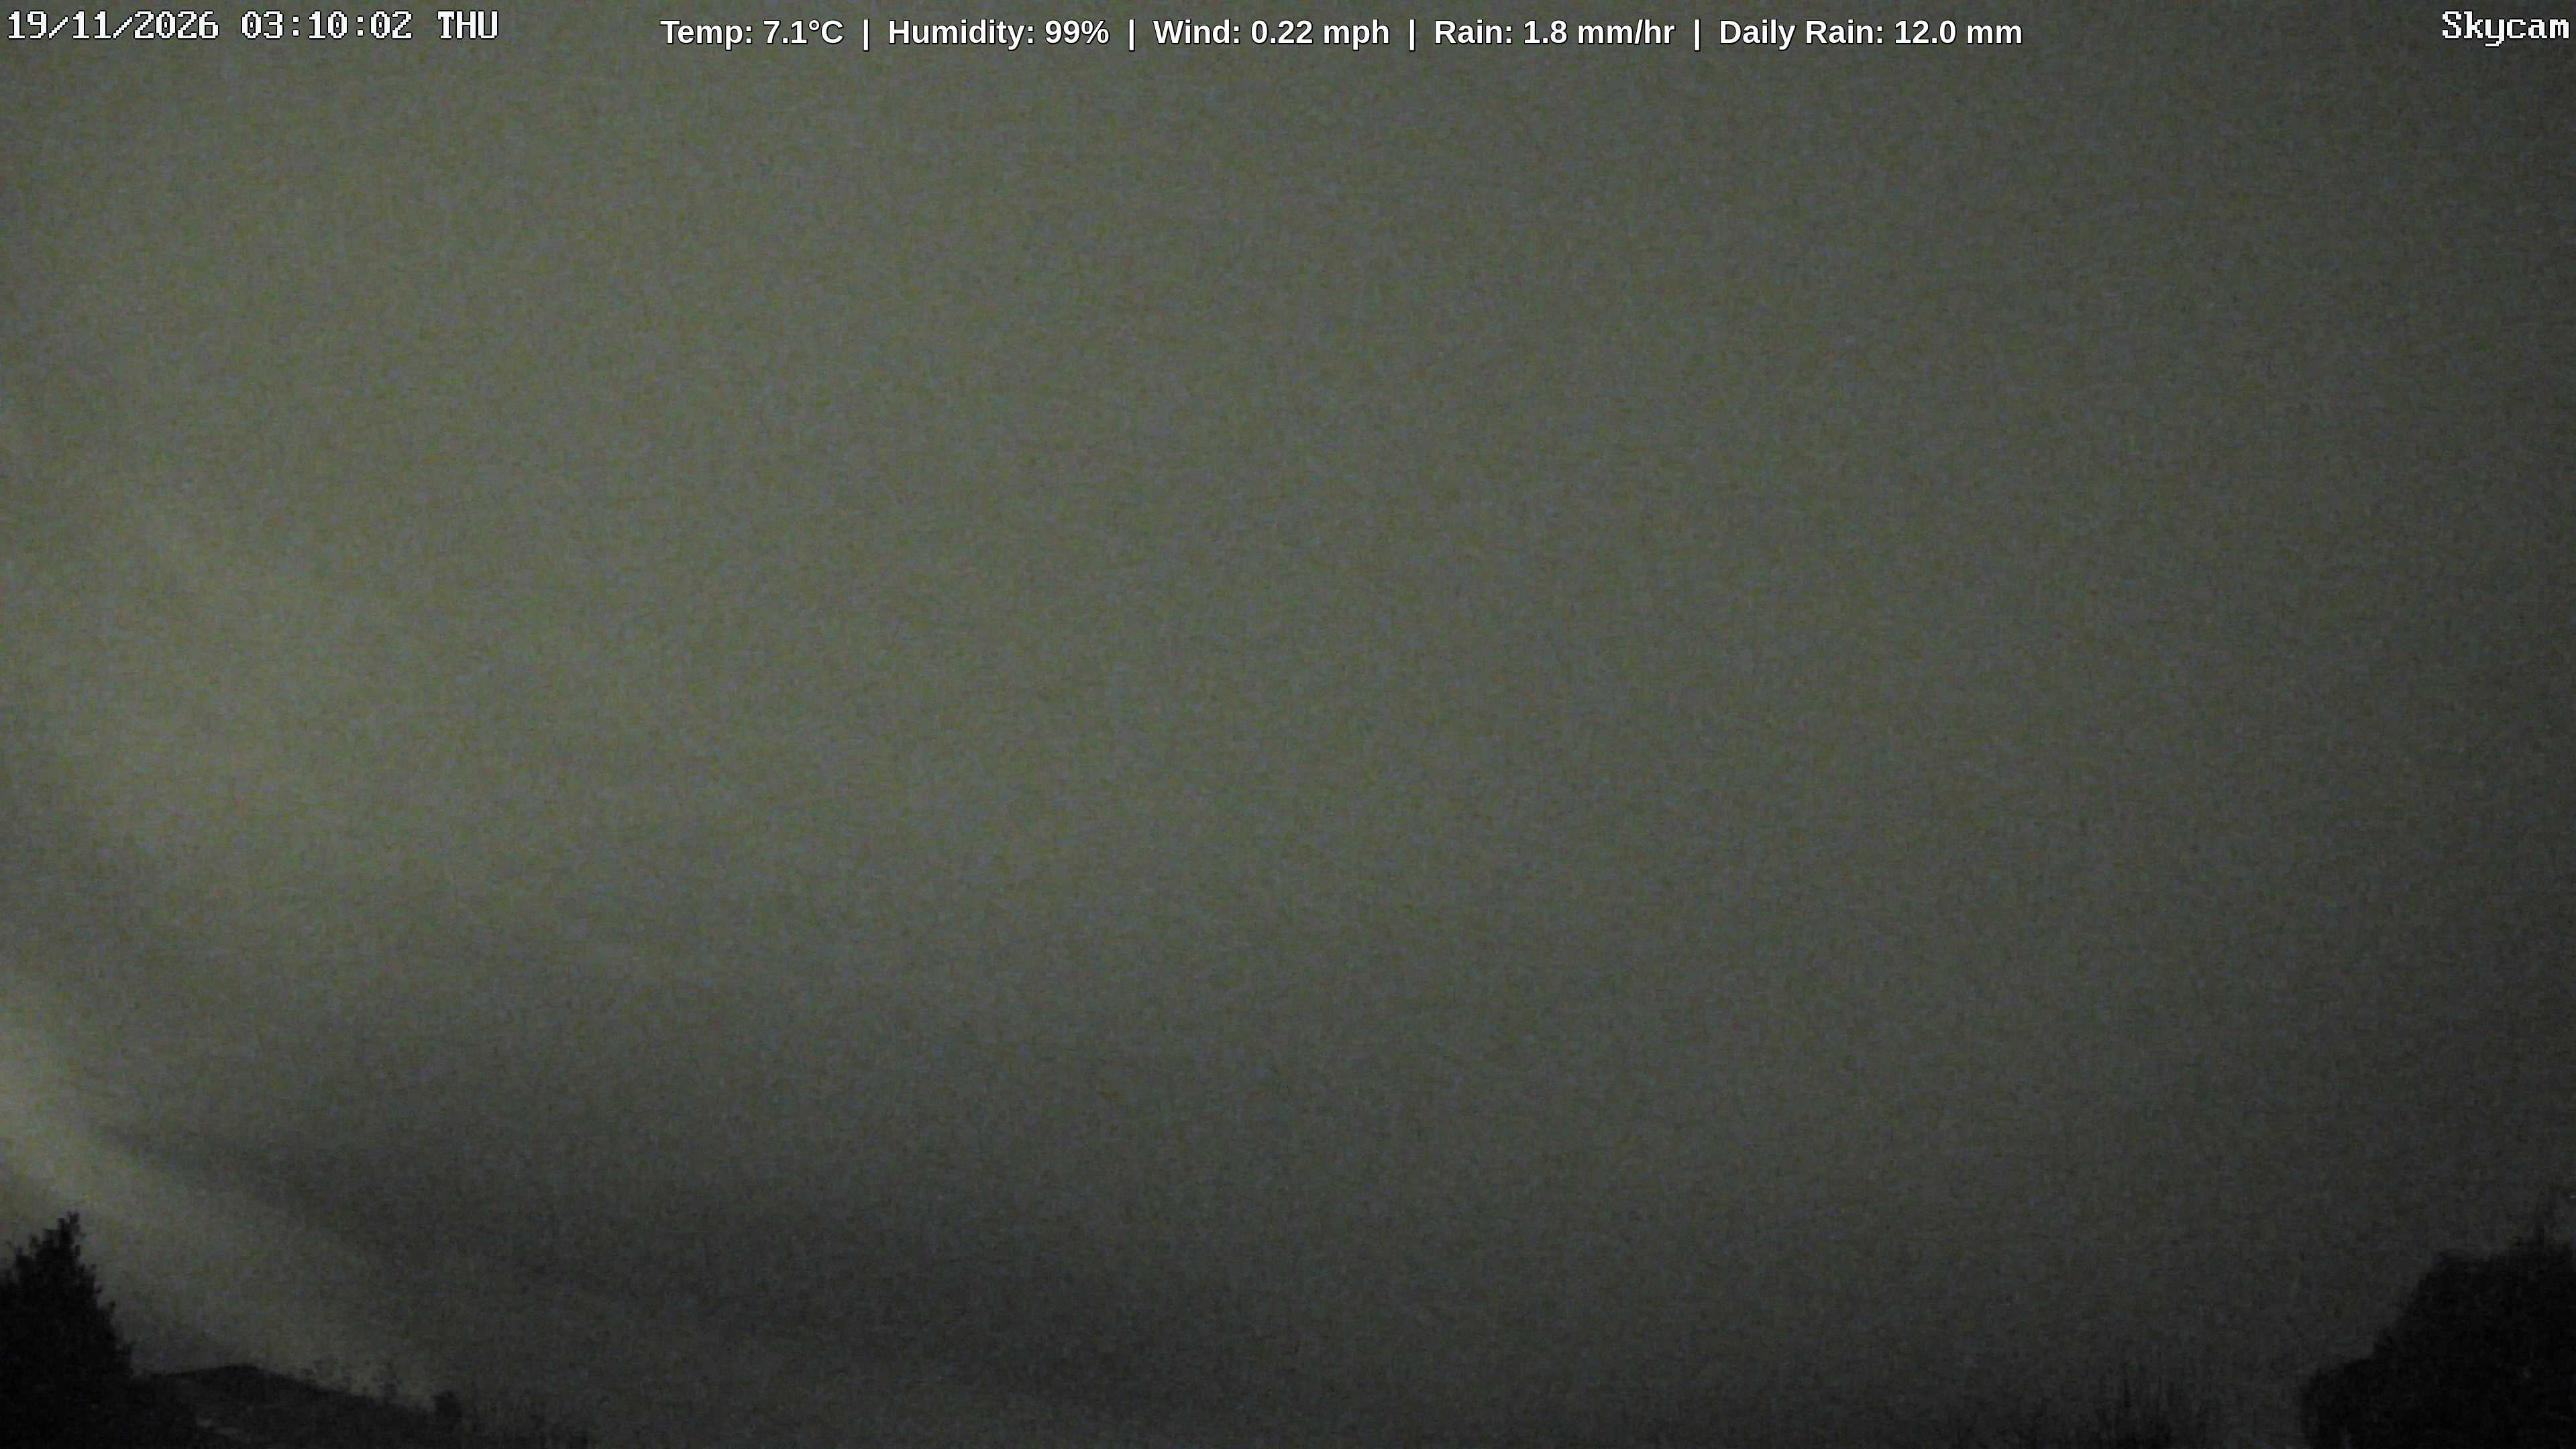 19/11/2026 03:10:02 THU
Temp: 7.1°C | Humidity: 99% | Wind: 0.22 mph | Rain: 1.8 mm/hr | Daily Rain: 12.0 mm
Skycam